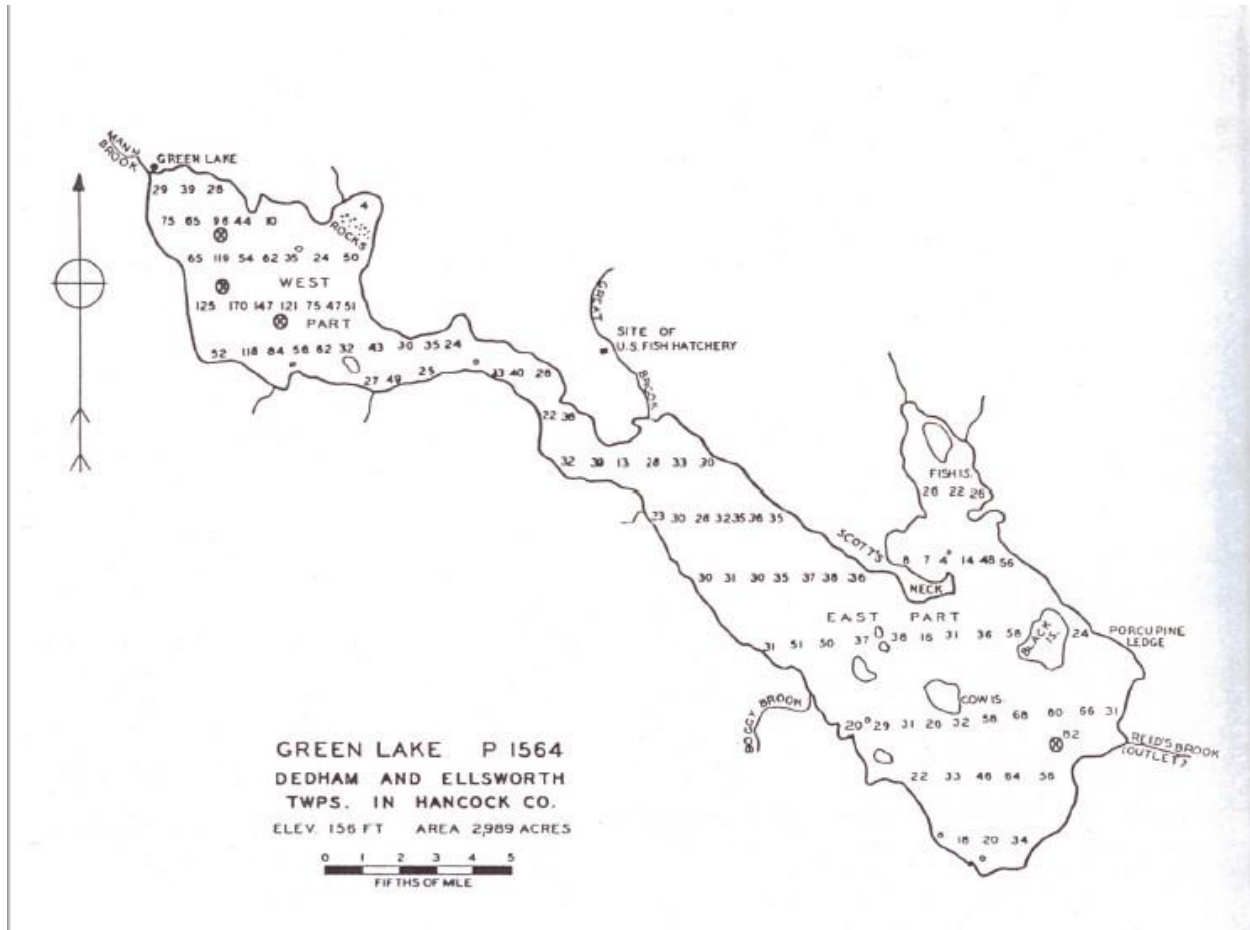 MANN
BROOK
GREEN LAKE
29 39 28
4
ROCKS
75 65 96 44 10
65 119 54 62 35 24 50
WEST
125 170 147 121 75 47 51
PART
52 118 84 56 62 32 43 30 35 24
27 49 25
33 40 28
GREAT
BROOK
SITE OF
U.S. FISH HATCHERY
22 38
32 39 13 28 33 30
FISH IS.
26 22 26
23 30 28 32 35 36 35
SCOTT'S
NECK
8 7 4 14 48 56
30 31 30 35 37 38 36
EAST PART
31 51 50 37 38 16 31 36 58
BLACK
IS.
24
PORCUPINE
LEDGE
COW IS.
BOGGY BROOK
20 29 31 26 32 58 68 80 66 31
82
REED'S BROOK
(OUTLET)
22 33 46 64 56
18 20 34
GREEN LAKE P 1564
DEDHAM AND ELLSWORTH
TWPS. IN HANCOCK CO.
ELEV. 156 FT AREA 2,989 ACRES
0 1 2 3 4 5
FIFTHS OF MILE